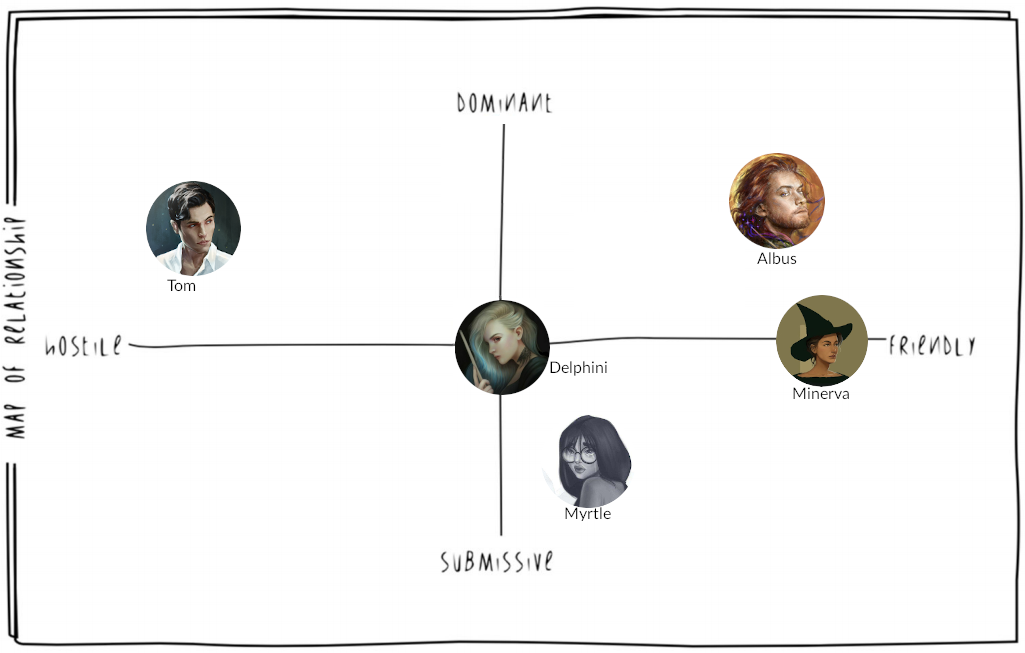 DOMINANT
Tom
Albus
MAP OF RELATIONSHIP
HOSTILE
FRIENDLY
Delphini
Minerva
Myrtle
SUBMISSIVE